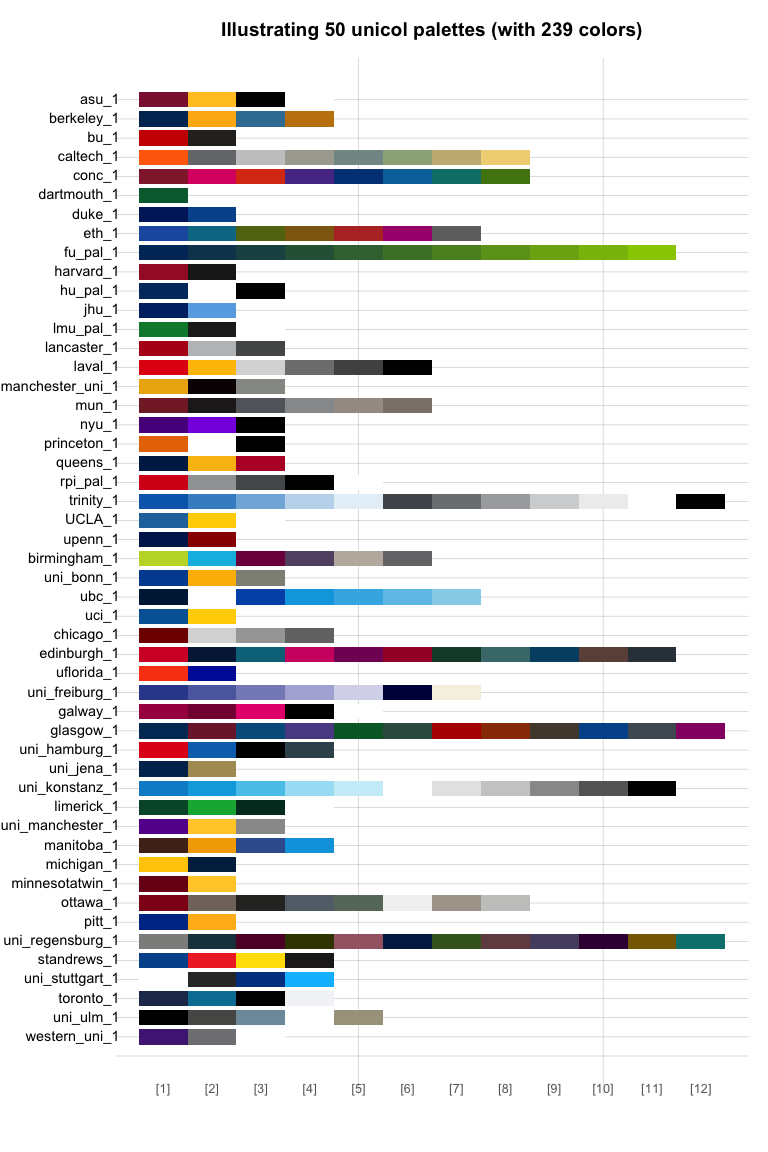 Illustrating 50 unicol palettes (with 239 colors)
asu_1
berkeley_1
bu_1
caltech_1
conc_1
dartmouth_1
duke_1
eth_1
fu_pal_1
harvard_1
hu_pal_1
jhu_1
lmu_pal_1
lancaster_1
laval_1
manchester_uni_1
mun_1
nyu_1
princeton_1
queens_1
rpi_pal_1
trinity_1
UCLA_1
upenn_1
birmingham_1
uni_bonn_1
ubc_1
uci_1
chicago_1
edinburgh_1
uflorida_1
uni_freiburg_1
galway_1
glasgow_1
uni_hamburg_1
uni_jena_1
uni_konstanz_1
limerick_1
uni_manchester_1
manitoba_1
michigan_1
minnesotatwin_1
ottawa_1
pitt_1
uni_regensburg_1
standrews_1
uni_stuttgart_1
toronto_1
uni_ulm_1
western_uni_1
[1] [2] [3] [4] [5] [6] [7] [8] [9] [10] [11] [12]